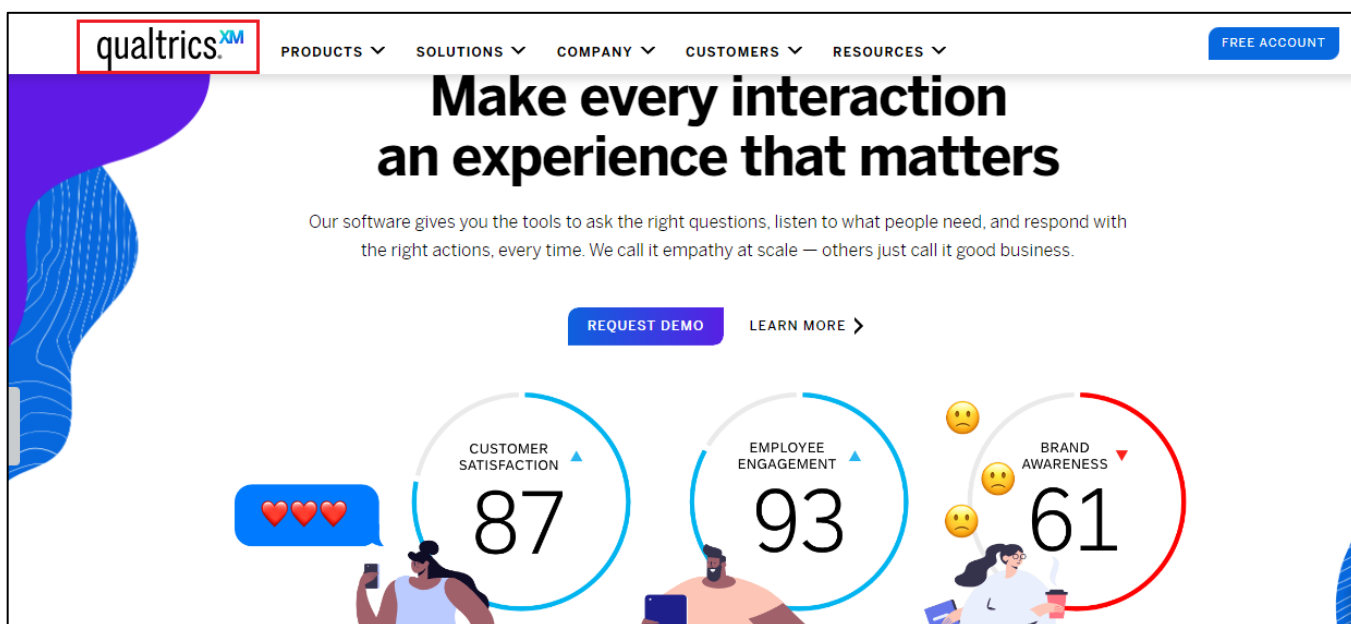 qualtrics.XM
PRODUCTS
SOLUTIONS
COMPANY
CUSTOMERS
RESOURCES
FREE ACCOUNT
Make every interaction
an experience that matters
Our software gives you the tools to ask the right questions, listen to what people need, and respond with
the right actions, every time. We call it empathy at scale — others just call it good business.
REQUEST DEMO
LEARN MORE
CUSTOMER
SATISFACTION
87
EMPLOYEE
ENGAGEMENT
93
BRAND
AWARENESS
61